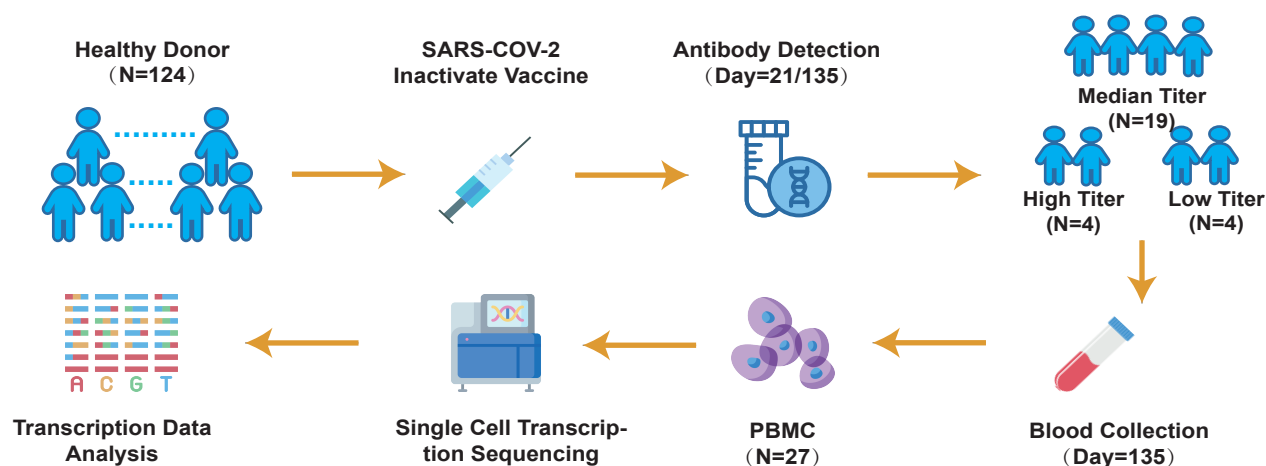 Healthy Donor
（N=124）
SARS-COV-2
Inactivate Vaccine
Antibody Detection
（Day=21/135）
Median Titer
(N=19)
High Titer
(N=4)
Low Titer
(N=4)
Blood Collection
（Day=135）
PBMC
（N=27）
Single Cell Transcrip-
tion Sequencing
A C G T
Transcription Data
Analysis